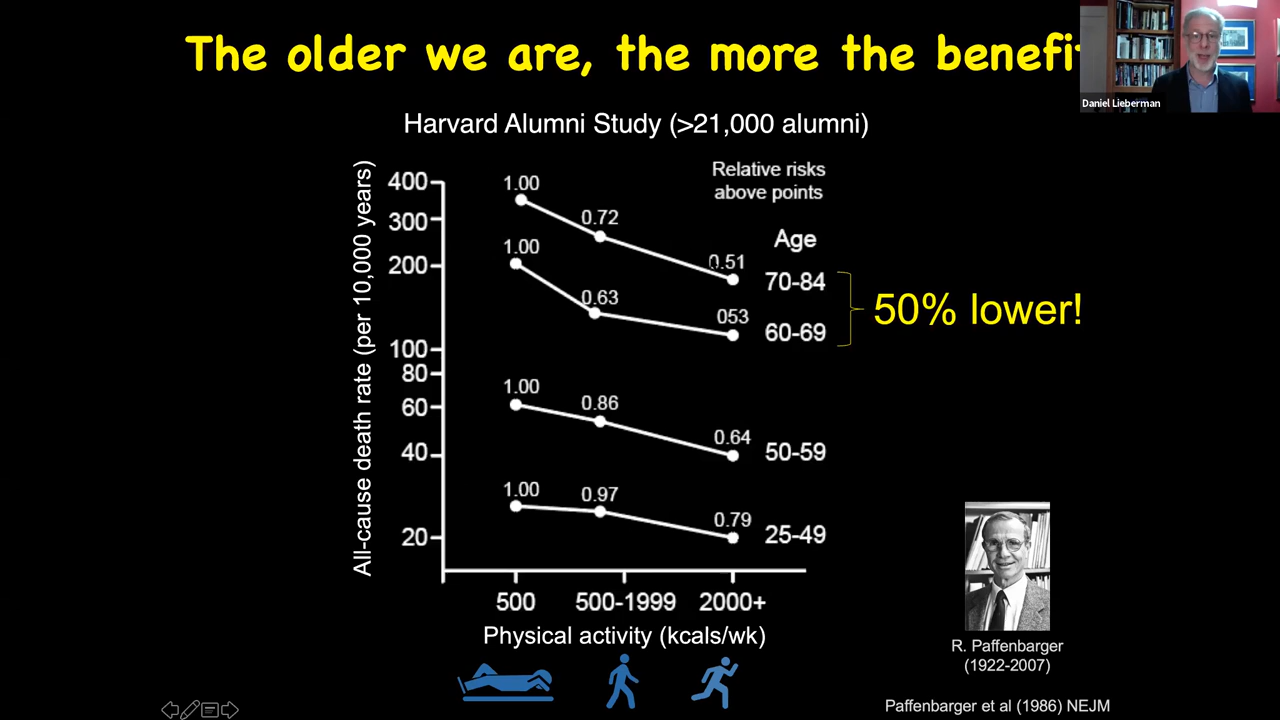 The older we are, the more the benefit
Daniel Lieberman
Harvard Alumni Study (>21,000 alumni)
Relative risks
above points
All-cause death rate (per 10,000 years)
400
300
200
100
80
60
40
20
1.00
0.72
0.51
1.00
0.63
053
1.00
0.86
0.64
1.00
0.97
0.79
Age
70-84
60-69
50-59
25-49
50% lower!
500
500-1999
2000+
Physical activity (kcals/wk)
R. Paffenbarger
(1922-2007)
Paffenbarger et al (1986) NEJM